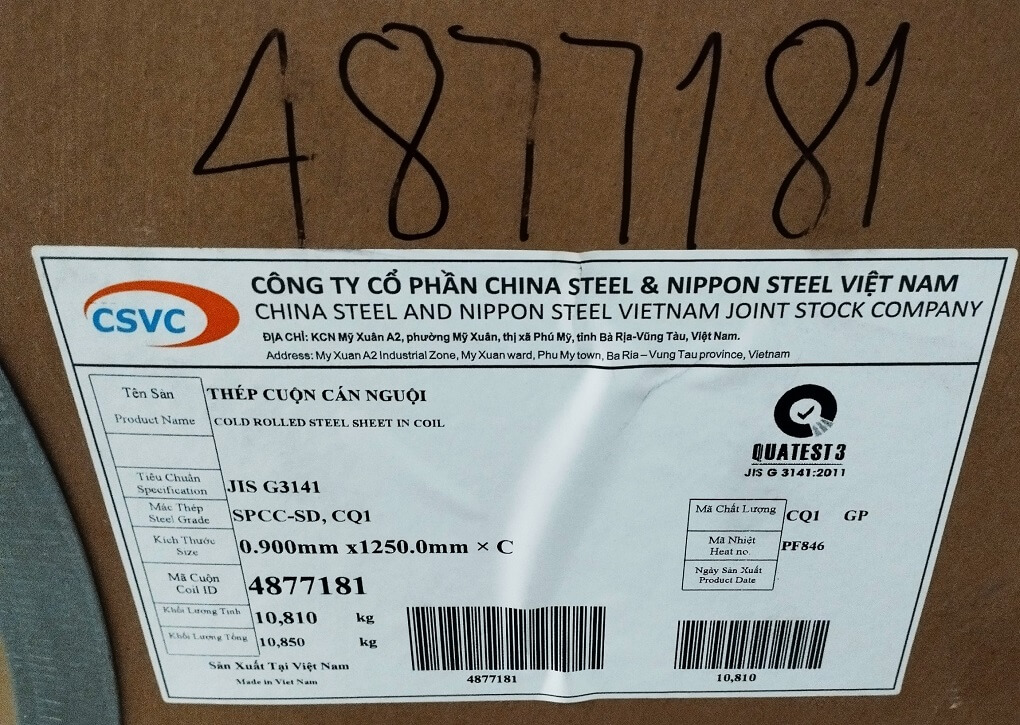 4877181
CSVC
CÔNG TY CỔ PHẦN CHINA STEEL & NIPPON STEEL VIỆT NAM
CHINA STEEL AND NIPPON STEEL VIETNAM JOINT STOCK COMPANY
ĐỊA CHỈ: KCN Mỹ Xuân A2, phường Mỹ Xuân, thị xã Phú Mỹ, tỉnh Bà Rịa-Vũng Tàu, Việt Nam.
Address: My Xuan A2 Industrial Zone, My Xuan ward, Phu My town, Ba Ria – Vung Tau province, Vietnam
Tên Sản THÉP CUỘN CÁN NGUỘI
Product Name COLD ROLLED STEEL SHEET IN COIL
QUATEST 3
JIS G 3141:2011
Tiêu Chuẩn
Specification JIS G3141
Mác Thép
Steel Grade SPCC-SD, CQ1
Mã Chất Lượng CQ1 GP
Kích Thước
Size 0.900mm x1250.0mm × C
Mã Nhiệt
Heat no. PF846
Ngày Sản Xuất
Product Date
Mã Cuộn
Coil ID 4877181
Khối Lượng Tịnh 10,810 kg
Khối Lượng Tổng 10,850 kg
Sản Xuất Tại Việt Nam
Made in Viet Nam
4877181
10,810